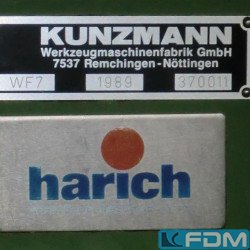 KUNZMANN
Werkzeugmaschinenfabrik GmbH
7537 Remchingen-Nöttingen
WF7 1989 370011
harich
FDM